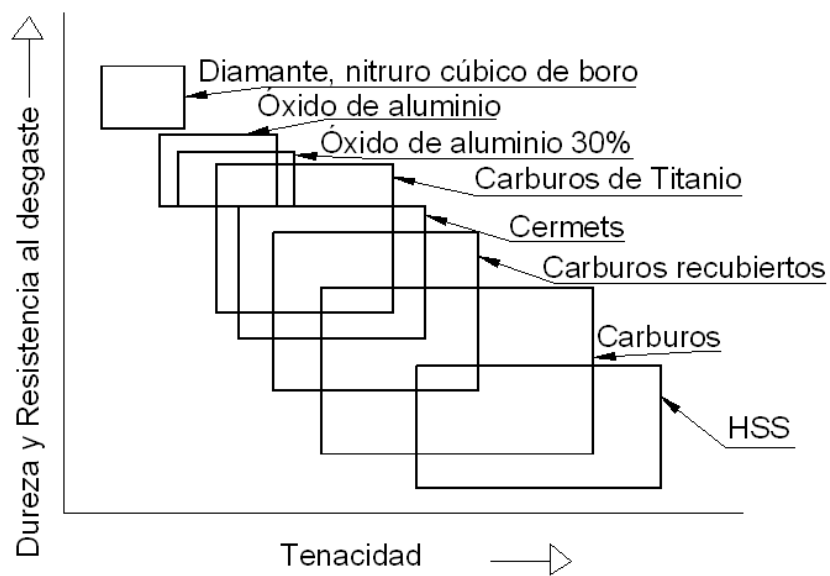 Diamante, nitruro cúbico de boro
Óxido de aluminio
Óxido de aluminio 30%
Carburos de Titanio
Cermets
Carburos recubiertos
Carburos
HSS
Dureza y Resistencia al desgaste
Tenacidad